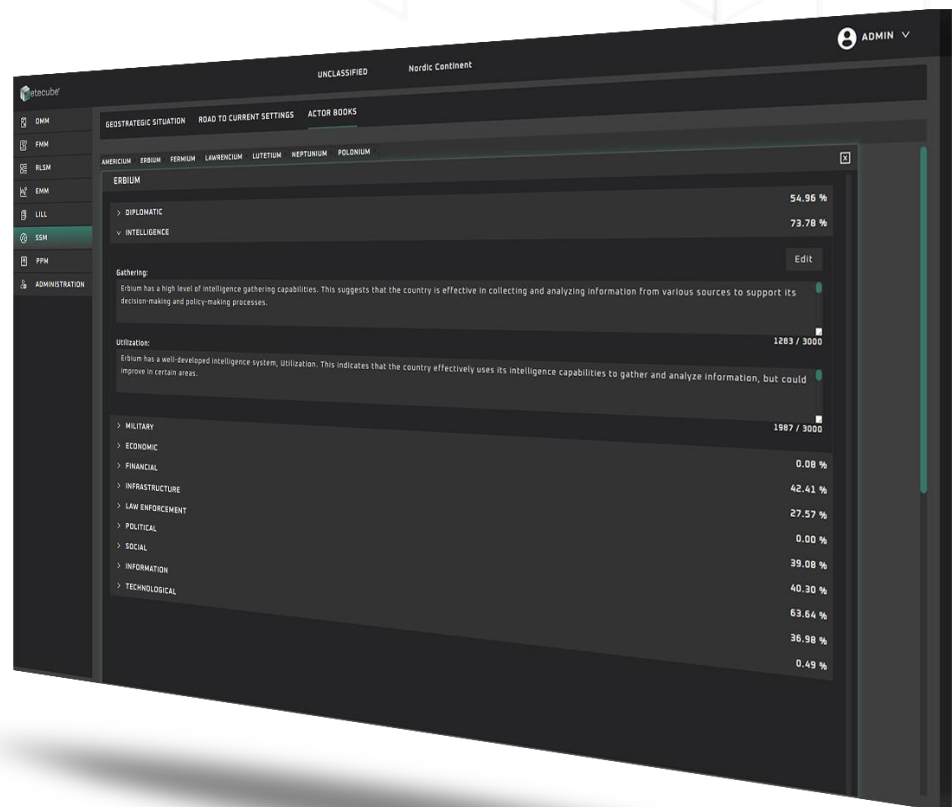 etecube
UNCLASSIFIED
Nordic Continent
ADMIN
OMM
FMM
RLSM
EMM
LILL
SSM
PPM
ADMINISTRATION
GEOSTRATEGIC SITUATION ROAD TO CURRENT SETTINGS ACTOR BOOKS
AMERICIUM ERBIUM FERMIUM LAWRENCIUM LUTETIUM NEPTUNIUM POLONIUM
ERBIUM
DIPLOMATIC 54.96 %
INTELLIGENCE 73.78 %
Edit
Gathering:
Erbium has a high level of intelligence gathering capabilities. This suggests that the country is effective in collecting and analyzing information from various sources to support its
decision-making and policy-making processes.
1283 / 3000
Utilization:
Erbium has a well-developed intelligence system, Utilization. This indicates that the country effectively uses its intelligence capabilities to gather and analyze information, but could
improve in certain areas.
1987 / 3000
MILITARY 0.08 %
ECONOMIC 42.41 %
FINANCIAL 27.57 %
INFRASTRUCTURE 0.00 %
LAW ENFORCEMENT 39.08 %
POLITICAL 40.30 %
SOCIAL 63.64 %
INFORMATION 36.98 %
TECHNOLOGICAL 0.49 %